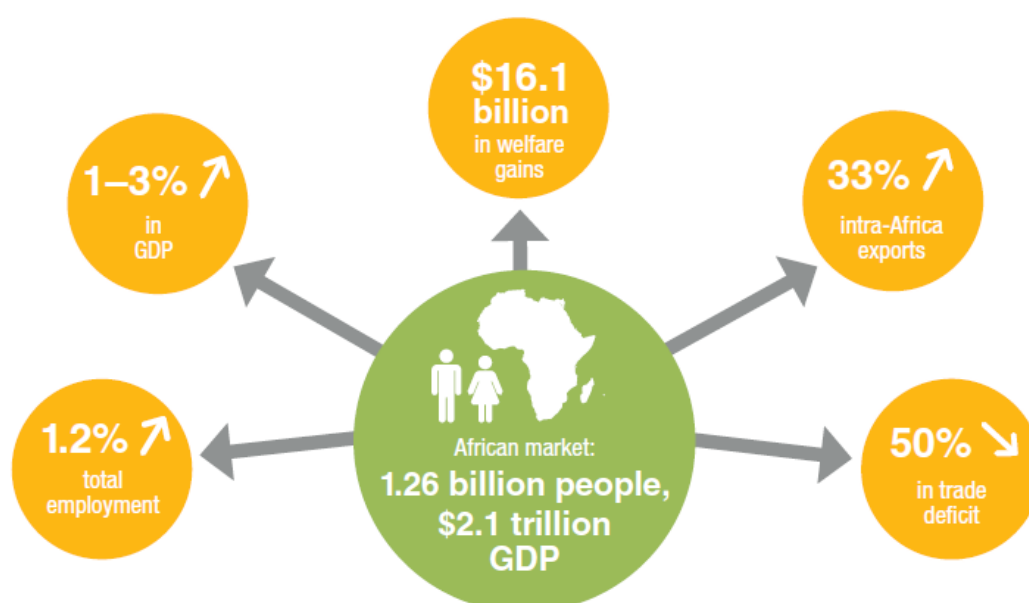 $16.1
billion
in welfare
gains
1–3%
in
GDP
33%
intra-Africa
exports
1.2%
total
employment
African market:
1.26 billion people,
$2.1 trillion
GDP
50%
in trade
deficit